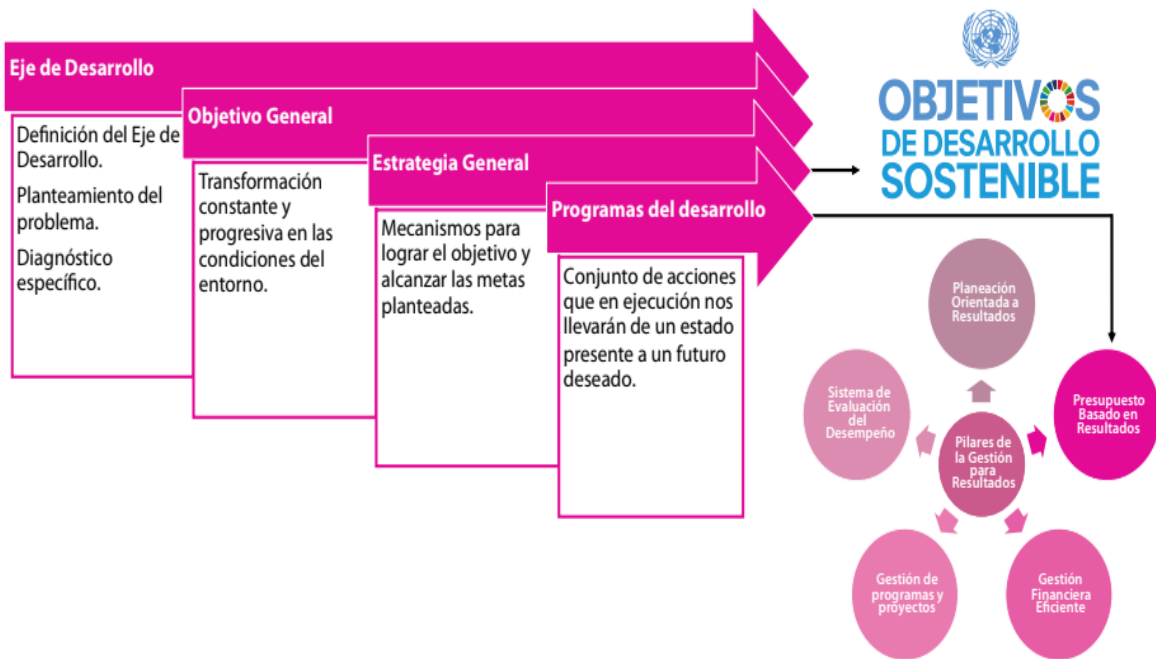 Eje de Desarrollo
Definición del Eje de
Desarrollo.
Planteamiento del
problema.
Diagnóstico
específico.
Objetivo General
Transformación
constante y
progresiva en las
condiciones del
entorno.
Estrategia General
Mecanismos para
lograr el objetivo y
alcanzar las metas
planteadas.
Programas del desarrollo
Conjunto de acciones
que en ejecución nos
llevarán de un estado
presente a un futuro
deseado.
OBJETIVOS
DE DESARROLLO
SOSTENIBLE
Planeación
Orientada a
Resultados
Presupuesto
Basado en
Resultados
Gestión
Financiera
Eficiente
Gestión de
programas y
proyectos
Sistema de
Evaluación
del
Desempeño
Pilares de
la Gestión
para
Resultados